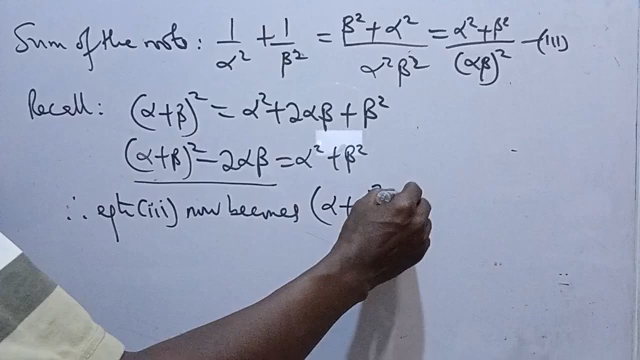 Sum of the roots: 1/α² + 1/β² = β² + α²/α²β² = α² + β²/(αβ)² —(III)
Recall: (α+β)² = α² + 2αβ + β²
(α+β)² - 2αβ = α² + β²
∴ eqtn(iii) now becomes (α+